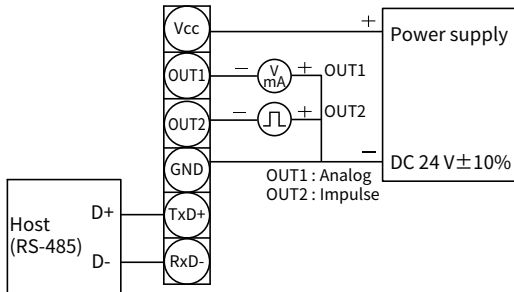 Vcc
+
Power supply
OUT1
−
V
mA
+
OUT1
OUT2
−
+
OUT2
GND
−
DC 24 V±10%
OUT1 : Analog
OUT2 : Impulse
Host
(RS-485)
D+
TxD+
D-
RxD-